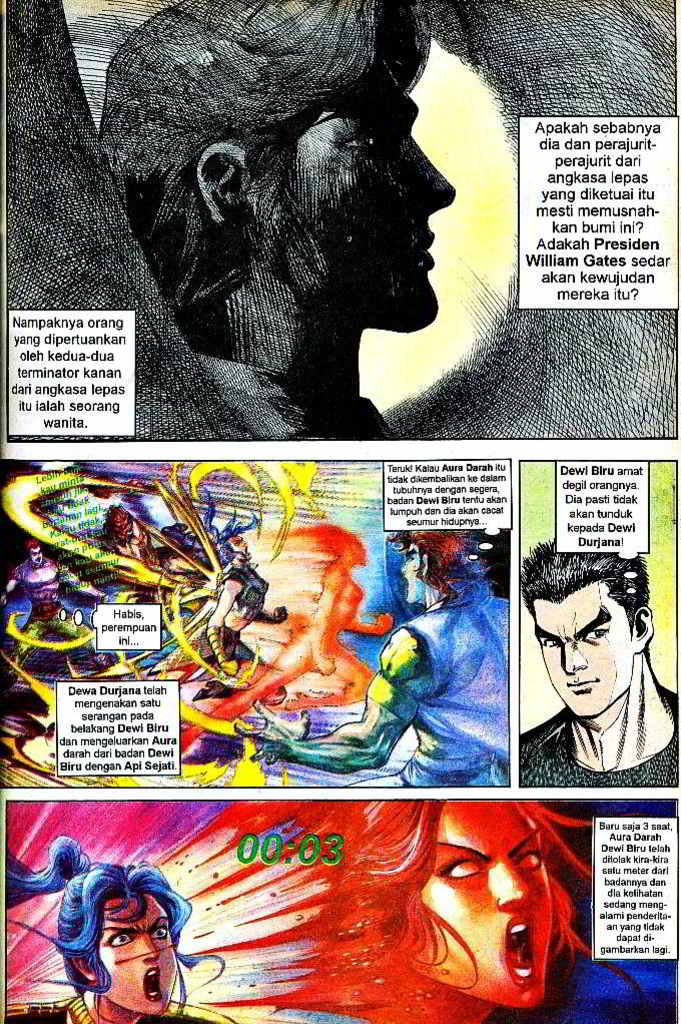 Apakah sebabnya
dia dan perajurit-
perajurit dari
angkasa lepas
yang diketuai itu
mesti memusnah-
kan bumi ini?
Adakah Presiden
William Gates sedar
akan kewujudan
mereka itu?
Nampaknya orang
yang dipertuankan
oleh kedua-dua
terminator kanan
dari angkasa lepas
itu ialah seorang
wanita.
Teruk! Kalau Aura Darah itu
tidak dikembalikan ke dalam
tubuhnya dengan segera,
badan Dewi Biru tentu akan
lumpuh dan dia akan cacat
seumur hidupnya...
Dewi Biru amat
degil orangnya.
Dia pasti tidak
akan tunduk
kepada Dewi
Durjana!
Habis,
perempuan
ini...
Dewa Durjana telah
mengenakan satu
serangan pada
belakang Dewi Biru
dan mengeluarkan Aura
darah dari badan Dewi
Biru dengan Api Sejati.
00:03
Baru saja 3 saat,
Aura Darah
Dewi Biru telah
ditolak kira-kira
satu meter dari
badannya dan
dia kelihatan
sedang meng-
alami penderita-
an yang tidak
dapat di-
gambarkan lagi.